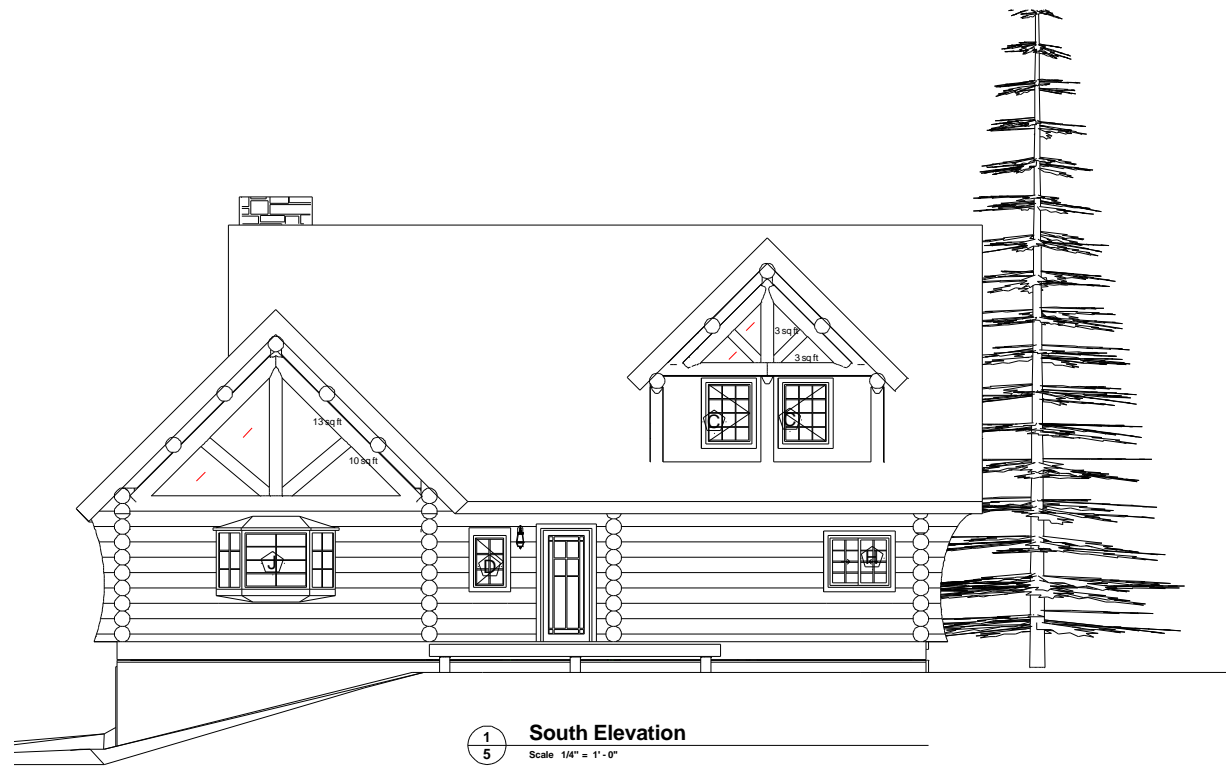 3 sq ft
3 sq ft
C
C
13 sq ft
10 sq ft
J
D
1
5
South Elevation
Scale 1/4" = 1' - 0"